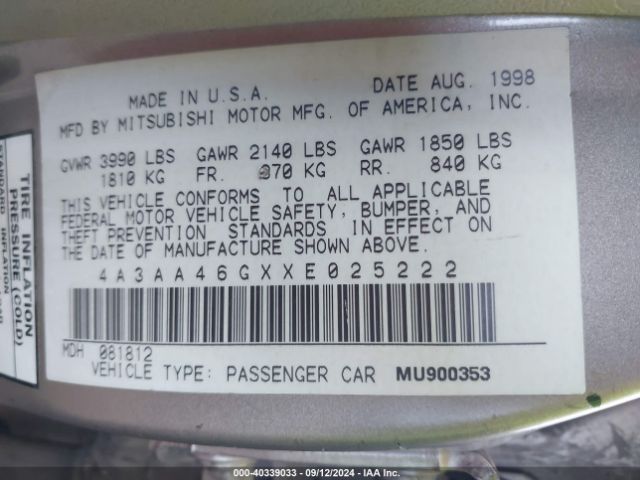 MADE IN U.S.A. DATE AUG. 1998
MFD BY MITSUBISHI MOTOR MFG. OF AMERICA, INC.
GVWR 3990 LBS GAWR 2140 LBS GAWR 1850 LBS
1810 KG FR. 970 KG RR. 840 KG
THIS VEHICLE CONFORMS TO ALL APPLICABLE
FEDERAL MOTOR VEHICLE SAFETY, BUMPER, AND
THEFT PREVENTION STANDARDS IN EFFECT ON
THE DATE OF MANUFACTURE SHOWN ABOVE.
4A3AA46GXXE025222
MDH 081812
VEHICLE TYPE: PASSENGER CAR MU900353
TIRE INFLATION
PRESSURE (COLD)
STANDARD INFLATION
000-40339033 - 09/12/2024 - IAA Inc.